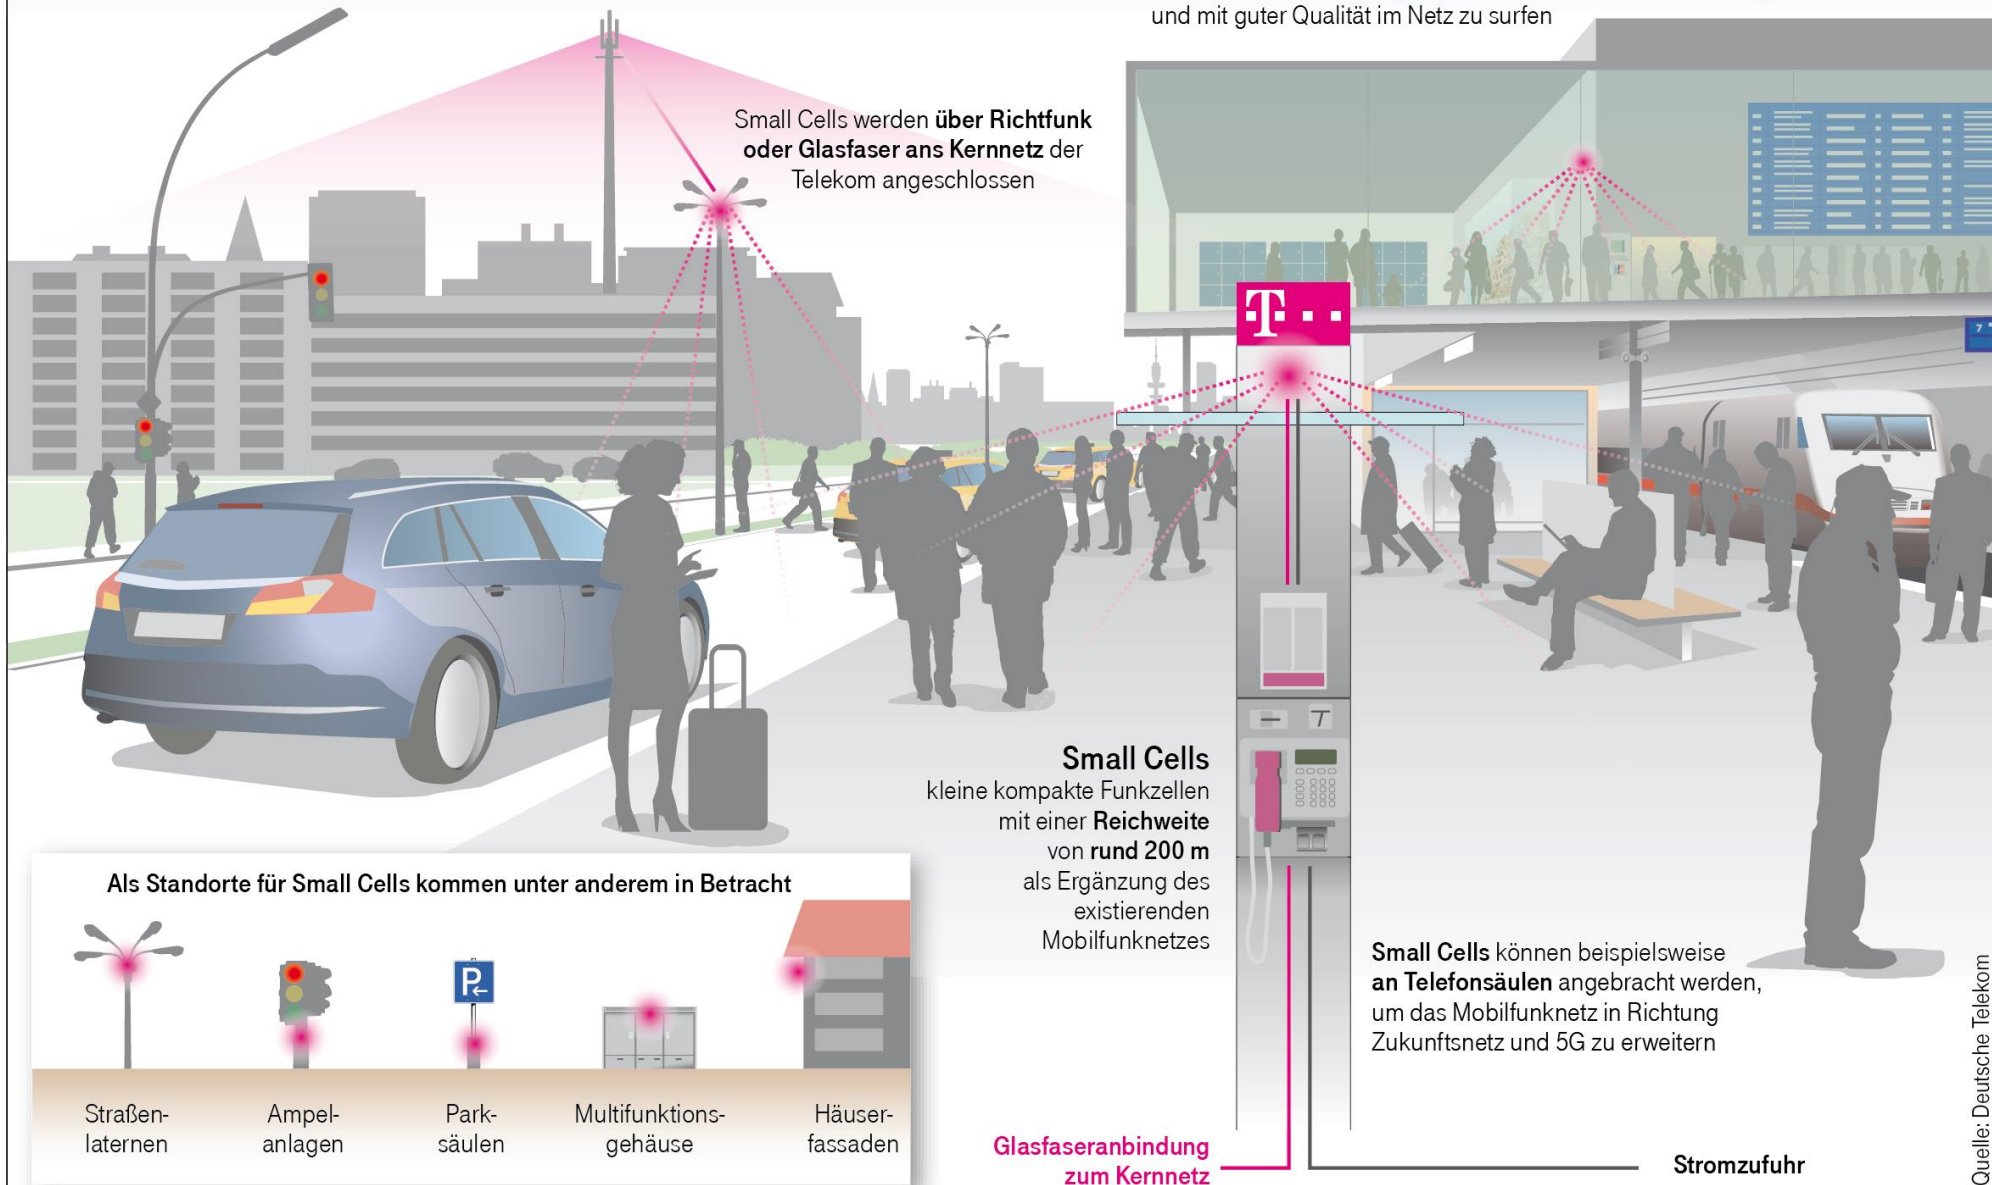 und mit guter Qualität im Netz zu surfen
Small Cells werden über Richtfunk
oder Glasfaser ans Kernnetz der
Telekom angeschlossen
T
7
T
Small Cells
kleine kompakte Funkzellen
mit einer Reichweite
von rund 200 m
als Ergänzung des
existierenden
Mobilfunknetzes
Small Cells können beispielsweise
an Telefonsäulen angebracht werden,
um das Mobilfunknetz in Richtung
Zukunftsnetz und 5G zu erweitern
Als Standorte für Small Cells kommen unter anderem in Betracht
P
Straßen-
laternen
Ampel-
anlagen
Park-
säulen
Multifunktions-
gehäuse
Häuser-
fassaden
Glasfaseranbindung
zum Kernnetz
Stromzufuhr
Quelle: Deutsche Telekom